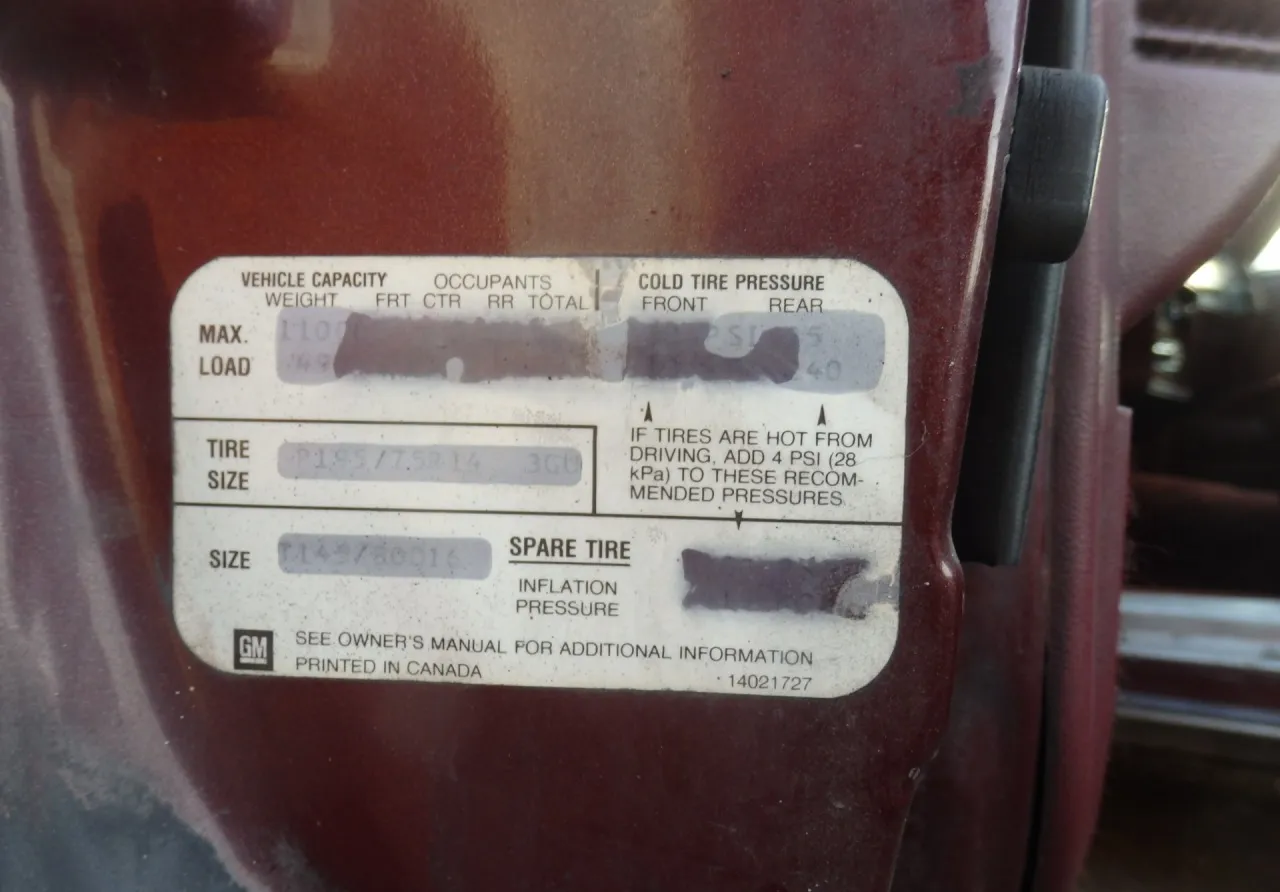 VEHICLE CAPACITY OCCUPANTS COLD TIRE PRESSURE
WEIGHT FRT CTR RR TOTAL FRONT REAR
MAX.
LOAD 40
IF TIRES ARE HOT FROM
DRIVING, ADD 4 PSI (28
kPa) TO THESE RECOM-
MENDED PRESSURES.
TIRE
SIZE
SIZE SPARE TIRE
INFLATION
PRESSURE
GM SEE OWNER'S MANUAL FOR ADDITIONAL INFORMATION
PRINTED IN CANADA 14021727